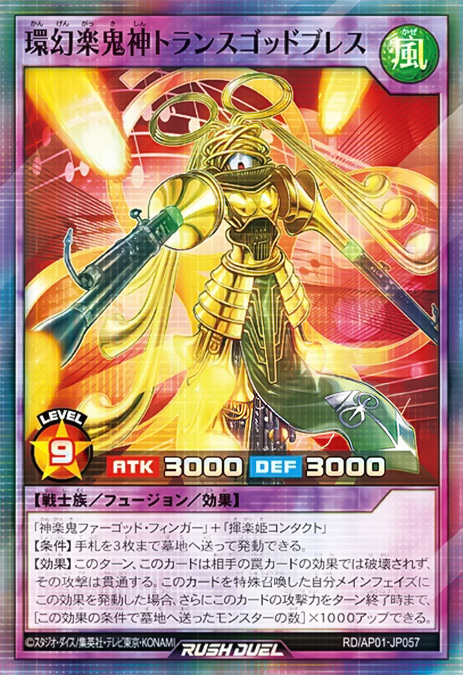 かんげんがっきしん
環幻楽鬼神トランスゴッドブレス
かぜ
風
LEVEL
9
ATK 3000 DEF 3000
【戦士族／フュージョン／効果】
「神楽鬼ファーゴッド・フィンガー」+「揮楽姫コンタクト」
【条件】手札を3枚まで墓地へ送って発動できる。
【効果】このターン、このカードは相手の罠カードの効果では破壊されず、
その攻撃は貫通する。このカードを特殊召喚した自分メインフェイズに
この効果を発動した場合、さらにこのカードの攻撃力をターン終了時まで、
[この効果の条件で墓地へ送ったモンスターの数]×1000アップできる。
©スタジオ・ダイス/集英社・テレビ東京・KONAMI
RUSH DUEL
RD/AP01-JP057